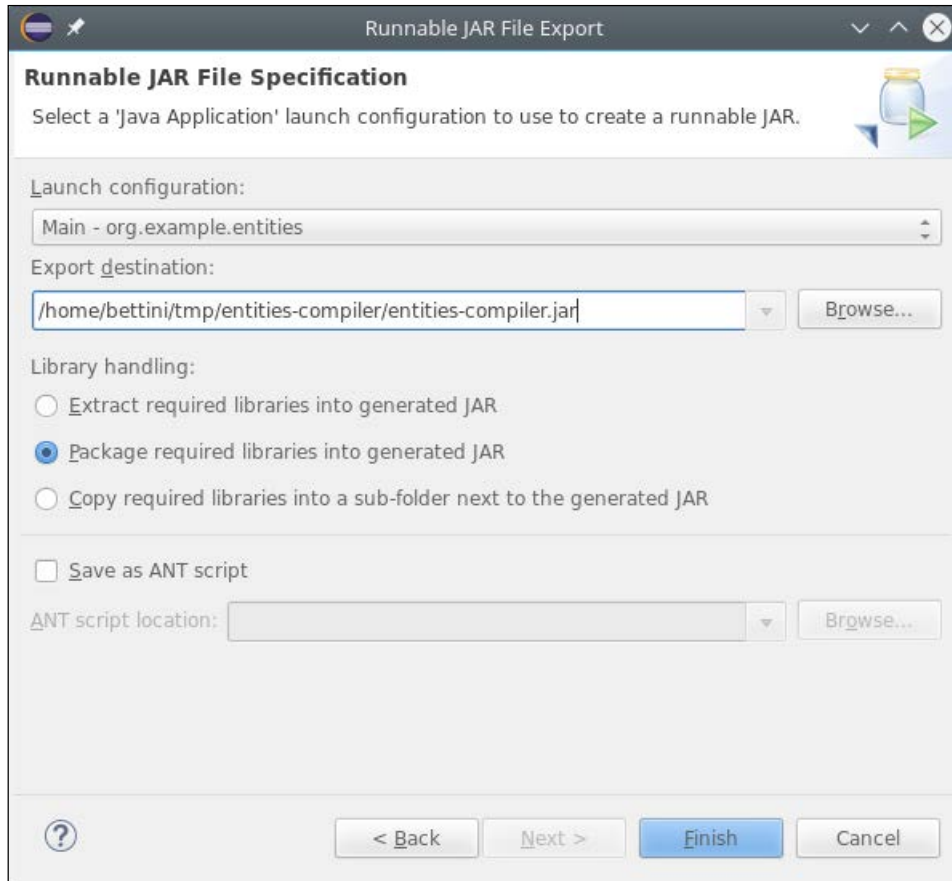 Runnable JAR File Export
Runnable JAR File Specification
Select a 'Java Application' launch configuration to use to create a runnable JAR.
Launch configuration:
Main - org.example.entities
Export destination:
/home/bettini/tmp/entities-compiler/entities-compiler.jar
Browse...
Library handling:
Extract required libraries into generated JAR
Package required libraries into generated JAR
Copy required libraries into a sub-folder next to the generated JAR
Save as ANT script
ANT script location:
Browse...
?
< Back
Next >
Finish
Cancel